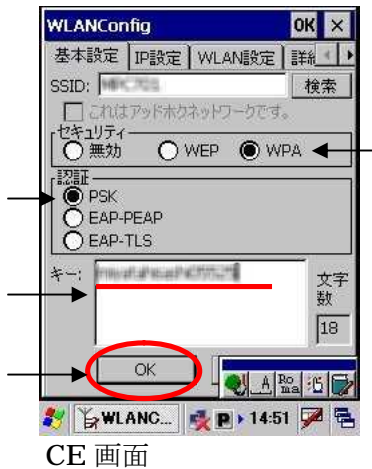 WLANConfig OK ×
基本設定 IP設定 WLAN設定 詳細
SSID: 検索
これはアッドホクネットワークです。
セキュリティ
無効 WEP WPA
認証
PSK
EAP-PEAP
EAP-TLS
キー: 文字
数
18
OK
A Ro
ma
WLANC... P 14:51
CE 画面